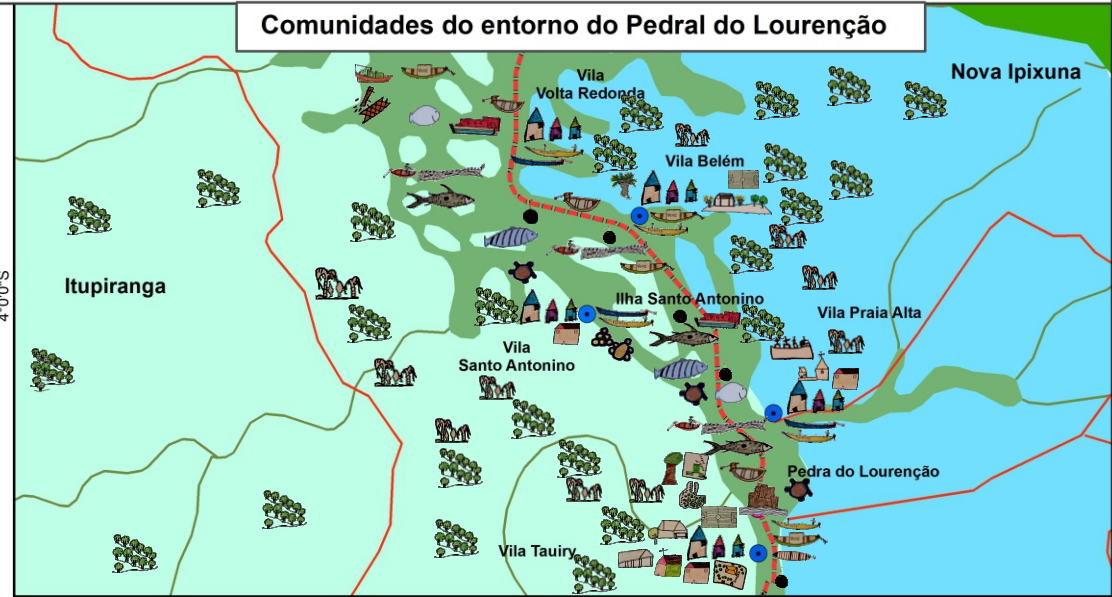 Comunidades do entorno do Pedral do Lourenção
Nova Ipixuna
Vila
Volta Redonda
Vila Belém
Itupiranga
4°0'0"S
Ilha Santo Antonino
Vila Praia Alta
Vila
Santo Antonino
Pedra do Lourenção
Vila Tauiry